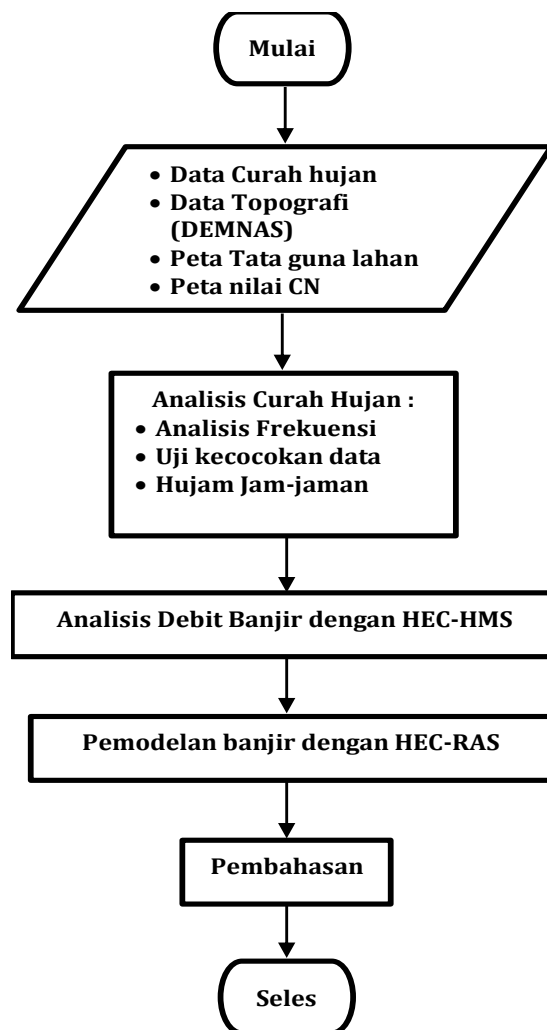 Mulai
• Data Curah hujan
• Data Topografi
(DEMNAS)
• Peta Tata guna lahan
• Peta nilai CN
Analisis Curah Hujan :
• Analisis Frekuensi
• Uji kecocokan data
• Hujam Jam-jaman
Analisis Debit Banjir dengan HEC-HMS
Pemodelan banjir dengan HEC-RAS
Pembahasan
Seles